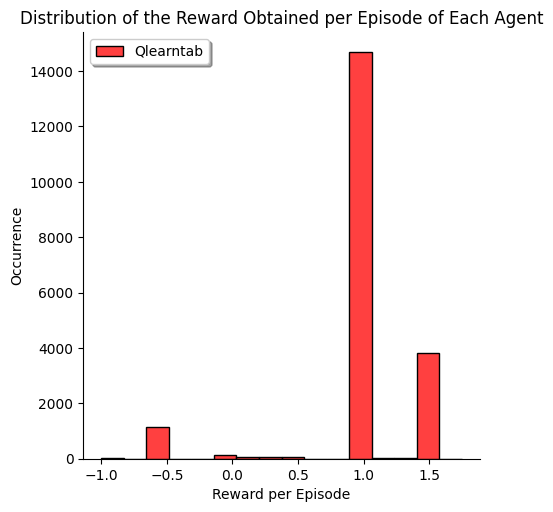 Distribution of the Reward Obtained per Episode of Each Agent
Qlearntab
14000
12000
10000
8000
6000
4000
2000
0
Occurrence
−1.0 −0.5 0.0 0.5 1.0 1.5
Reward per Episode